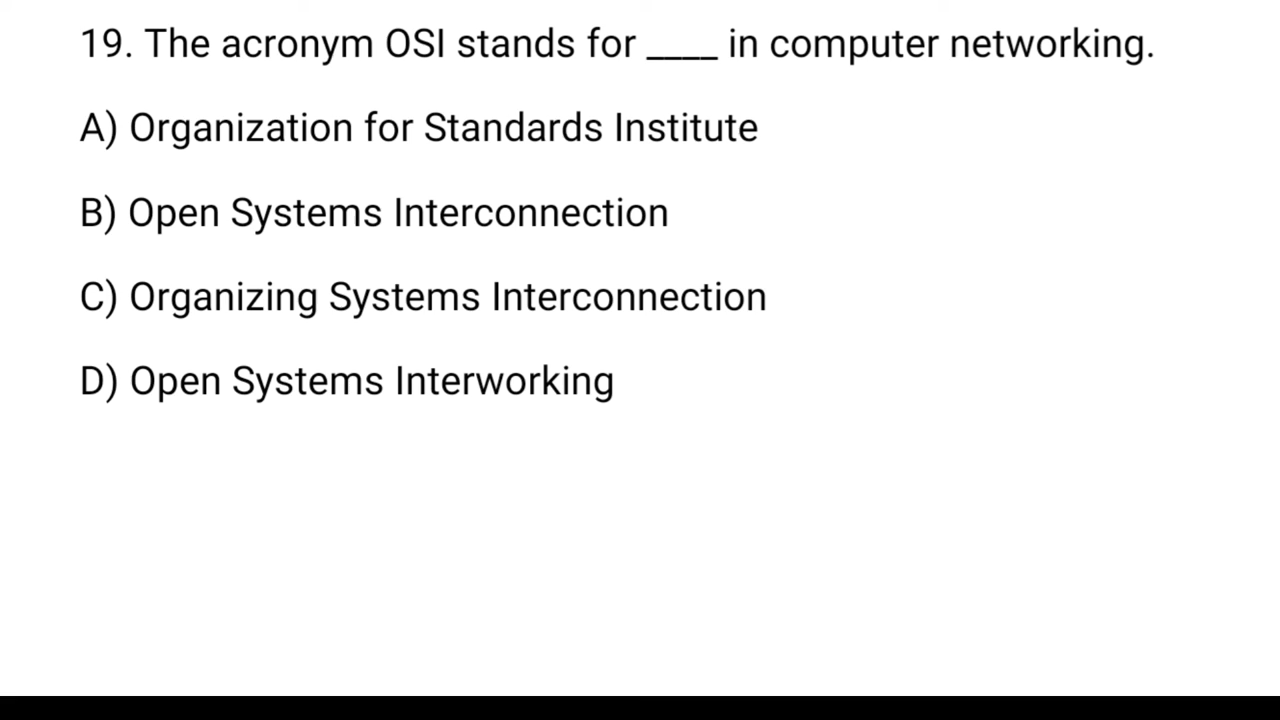 19. The acronym OSI stands for ____ in computer networking.
A) Organization for Standards Institute
B) Open Systems Interconnection
C) Organizing Systems Interconnection
D) Open Systems Interworking